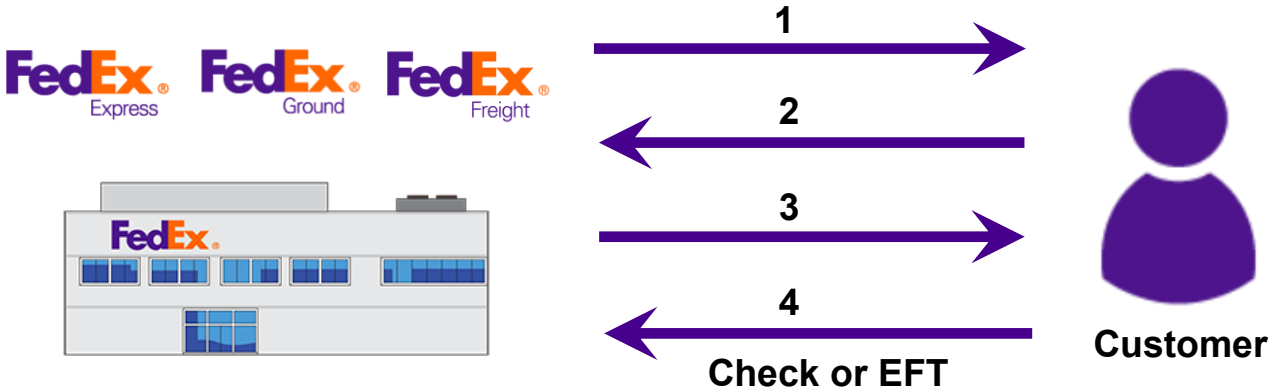 FedEx®
Express
FedEx®
Ground
FedEx®
Freight
1
2
3
4
Check or EFT
FedEx®
Customer